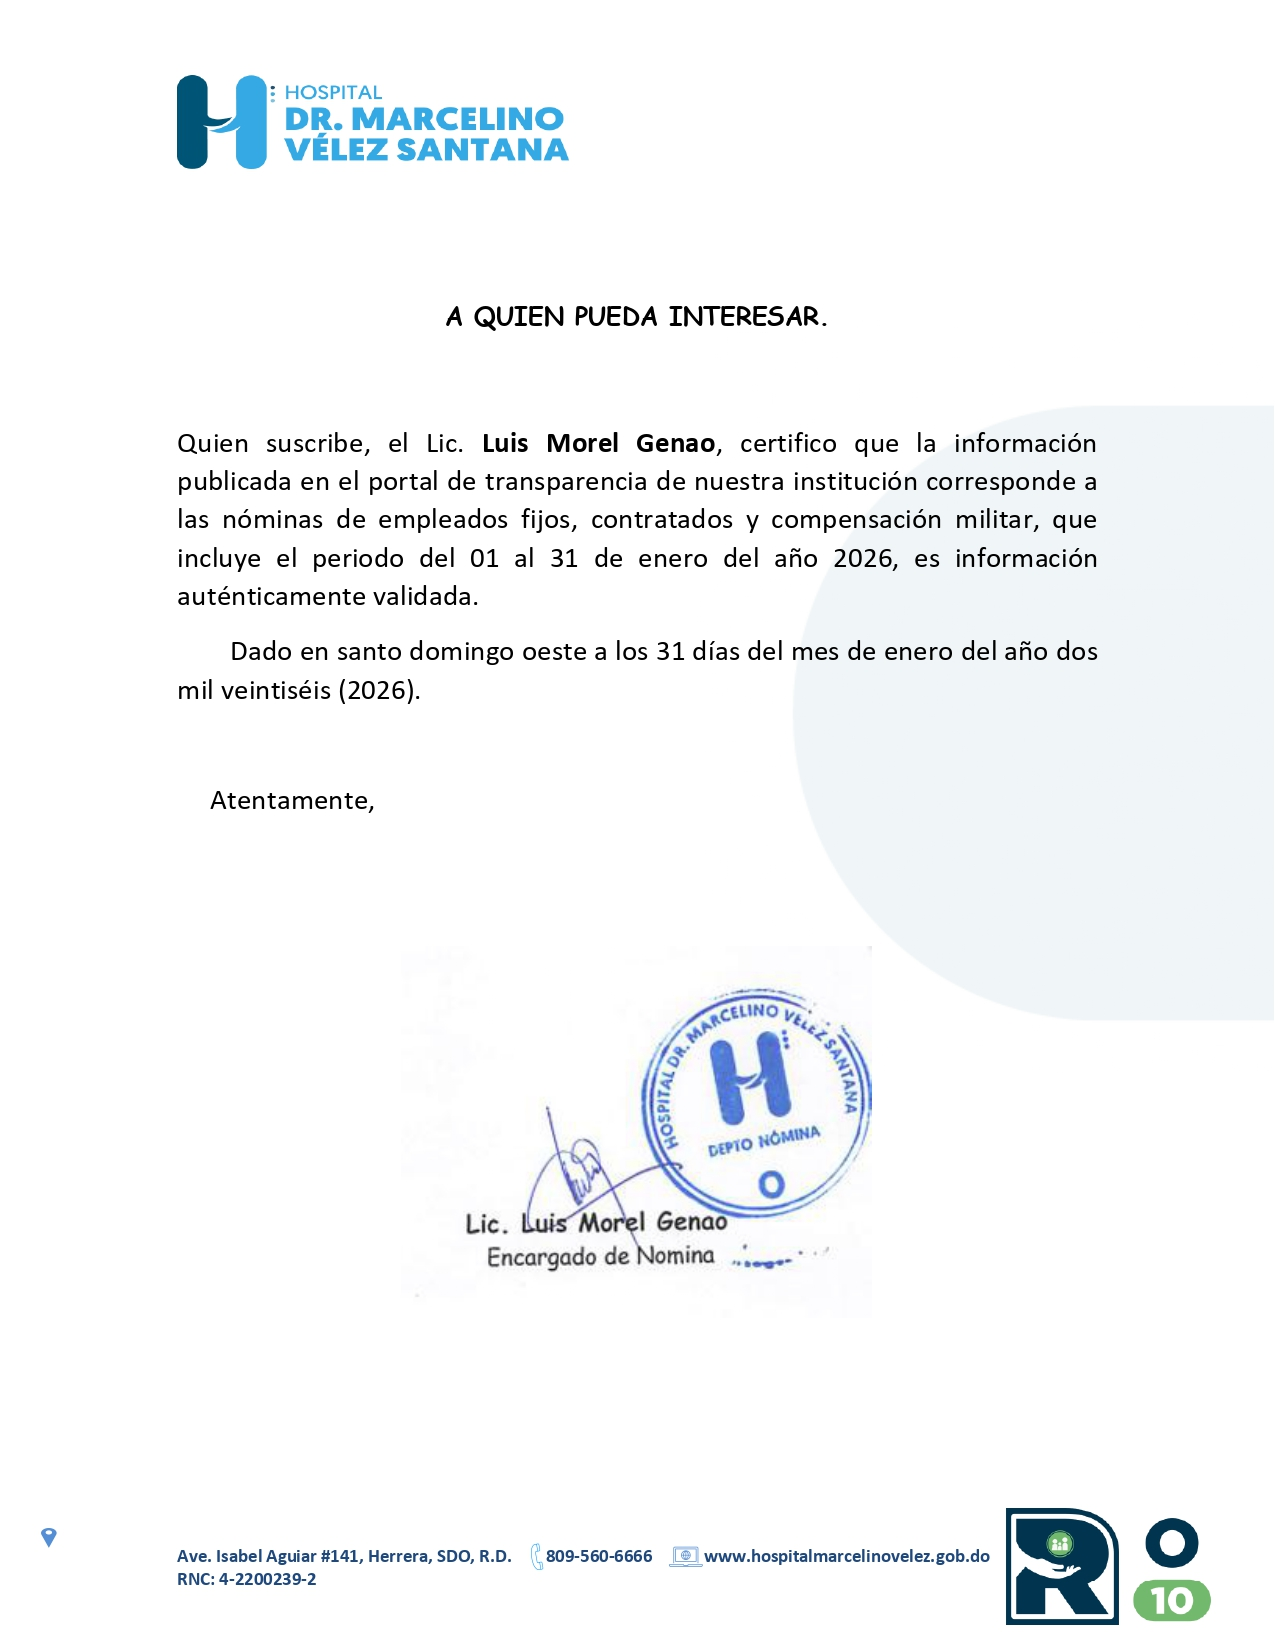 HOSPITAL
DR. MARCELINO
VÉLEZ SANTANA
A QUIEN PUEDA INTERESAR.
Quien suscribe, el Lic. Luis Morel Genao, certifico que la información
publicada en el portal de transparencia de nuestra institución corresponde a
las nóminas de empleados fijos, contratados y compensación militar, que
incluye el periodo del 01 al 31 de enero del año 2026, es información
auténticamente validada.
Dado en santo domingo oeste a los 31 días del mes de enero del año dos
mil veintiséis (2026).
Atentamente,
HOSPITAL DR. MARCELINO VÉLEZ SANTANA
DEPTO NÓMINA
Lic. Luis Morel Genao
Encargado de Nomina
Ave. Isabel Aguiar #141, Herrera, SDO, R.D. 809-560-6666 www.hospitalmarcelinovelez.gob.do
RNC: 4-2200239-2
R
10